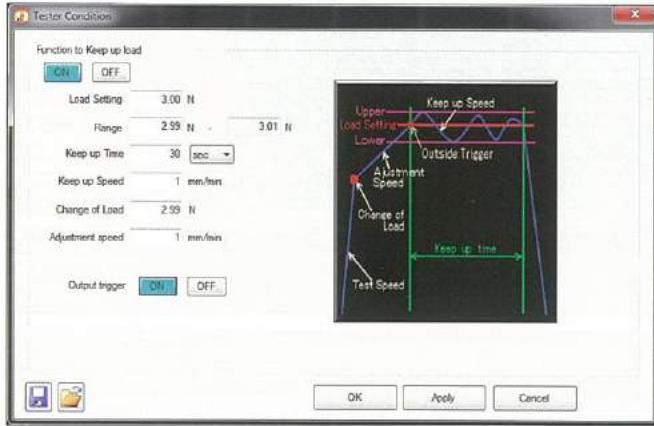 Tester Condition
Function to Keep up load
ON OFF
Load Setting 3.00 N
Range 2.99 N - 3.01 N
Keep up Time 30 sec
Keep up Speed 1 mm/min
Change of Load 2.99 N
Adjustment speed 1 mm/min
Output trigger ON OFF
Upper
Keep up Speed
Load Setting
Lower
Outside Trigger
Ajustment
Speed
Change of
Load
Keep up time
Test Speed
OK Apply Cancel